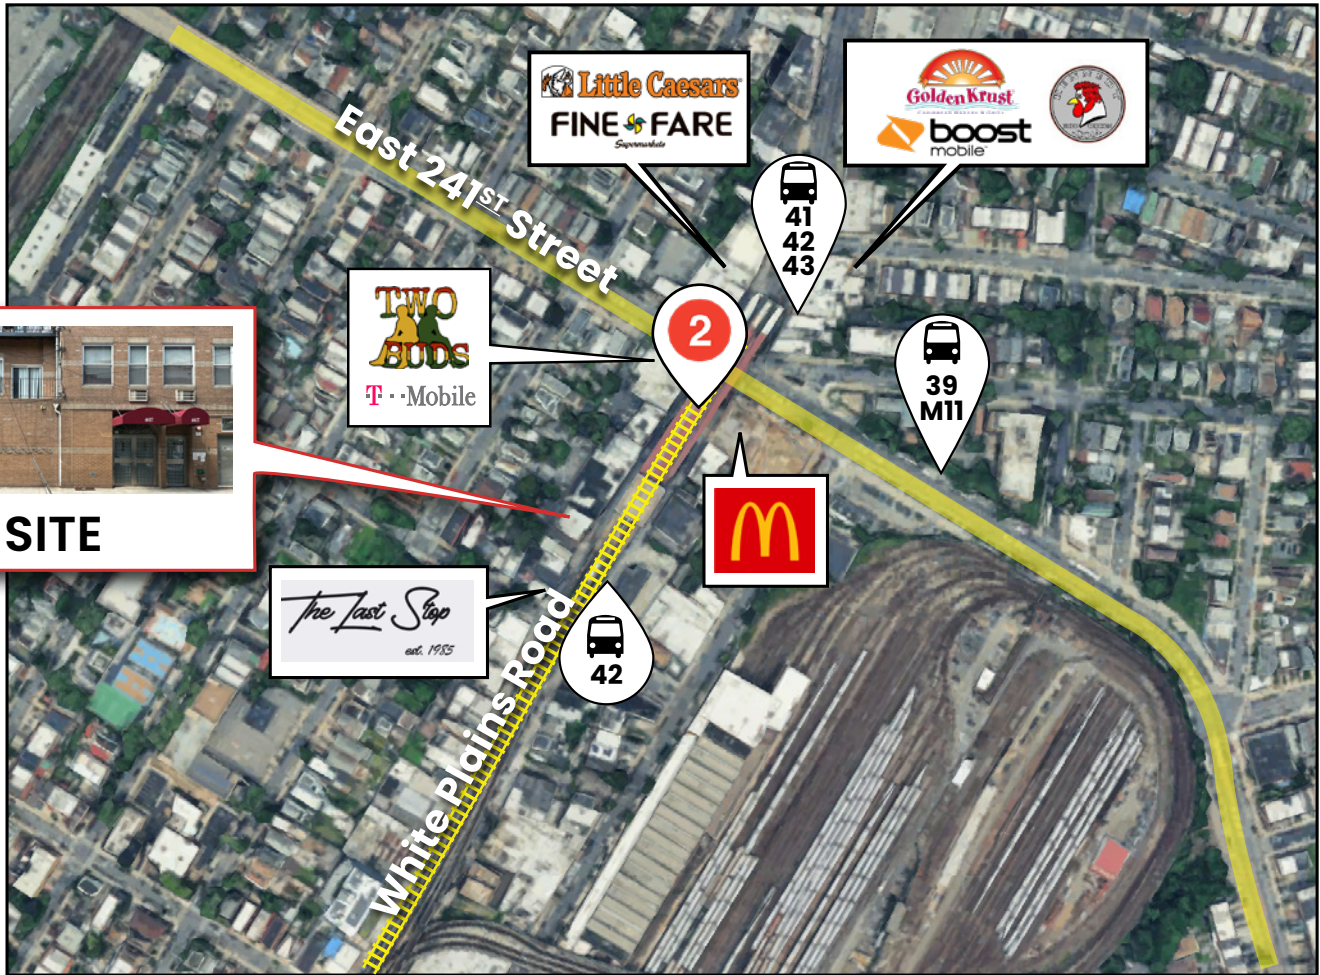 East 241ST Street
Little Caesars
FINE FARE
Supermarkets
Golden Krust
boost
mobile
41
42
43
TWO
BUDS
T··Mobile
2
39
M11
SITE
The Last Stop
est. 1985
42
White Plains Road